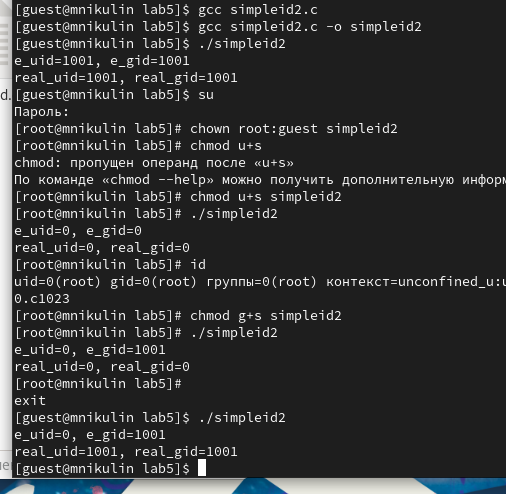 [guest@mnikulin lab5]$ gcc simpleid2.c
[guest@mnikulin lab5]$ gcc simpleid2.c -o simpleid2
[guest@mnikulin lab5]$ ./simpleid2
e_uid=1001, e_gid=1001
real_uid=1001, real_gid=1001
[guest@mnikulin lab5]$ su
Пароль:
[root@mnikulin lab5]# chown root:guest simpleid2
[root@mnikulin lab5]# chmod u+s
chmod: пропущен операнд после «u+s»
По команде «chmod --help» можно получить дополнительную информ
[root@mnikulin lab5]# chmod u+s simpleid2
[root@mnikulin lab5]# ./simpleid2
e_uid=0, e_gid=0
real_uid=0, real_gid=0
[root@mnikulin lab5]# id
uid=0(root) gid=0(root) группы=0(root) контекст=unconfined_u:u
0.c1023
[root@mnikulin lab5]# chmod g+s simpleid2
[root@mnikulin lab5]# ./simpleid2
e_uid=0, e_gid=1001
real_uid=0, real_gid=0
[root@mnikulin lab5]#
exit
[guest@mnikulin lab5]$ ./simpleid2
e_uid=0, e_gid=1001
real_uid=1001, real_gid=1001
[guest@mnikulin lab5]$